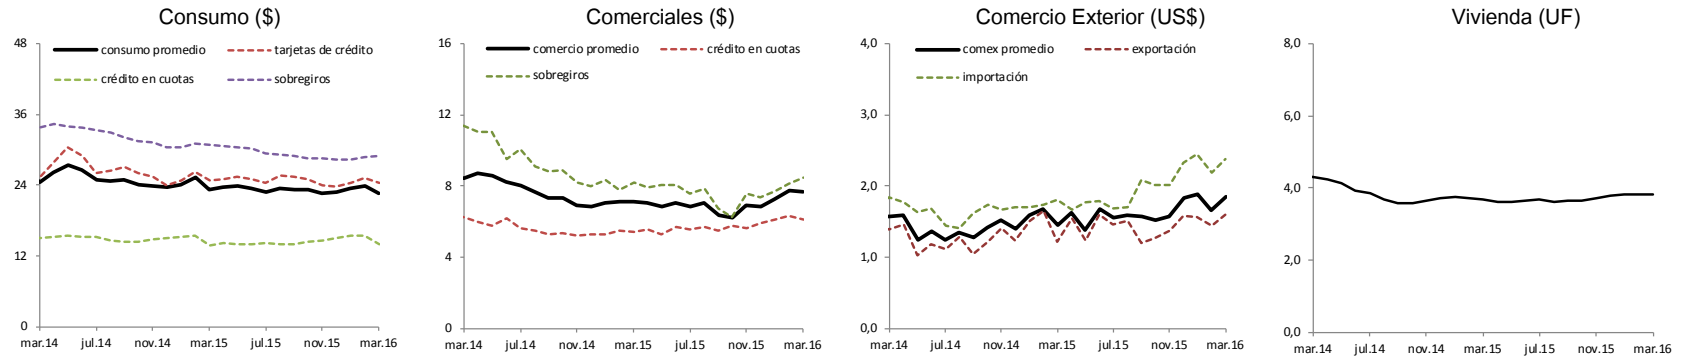 Consumo ($)
48
36
24
12
0
consumo promedio
tarjetas de crédito
crédito en cuotas
sobregiros
mar.14
jul.14
nov.14
mar.15
jul.15
nov.15
mar.16
Comerciales ($)
16
12
8
4
0
comercio promedio
crédito en cuotas
sobregiros
mar.14
jul.14
nov.14
mar.15
jul.15
nov.15
mar.16
Comercio Exterior (US$)
4,0
3,0
2,0
1,0
0,0
comex promedio
exportación
importación
mar.14
jul.14
nov.14
mar.15
jul.15
nov.15
mar.16
Vivienda (UF)
8,0
6,0
4,0
2,0
0,0
mar.14
jul.14
nov.14
mar.15
jul.15
nov.15
mar.16